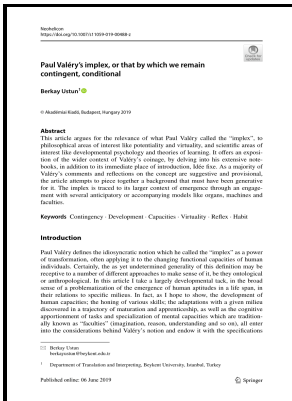 Neohelicon
https://doi.org/10.1007/s11059-019-00488-z
Paul Valéry's implex, or that by which we remain
contingent, conditional
Berkay Ustun¹
© Akadémiai Kiadó, Budapest, Hungary 2019
Abstract
This article argues for the relevance of what Paul Valéry called the "implex", to
philosophical areas of interest like potentiality and virtuality, and scientific areas of
interest like developmental psychology and theories of learning. It offers an exposi-
tion of the wider context of Valéry's coinage, by delving into his extensive note-
books, in addition to its immediate place of introduction, Idée fixe. As a majority of
Valéry's comments and reflections on the concept are suggestive and provisional,
the article attempts to piece together a background that must have been generative
for it. The implex is traced to its larger context of emergence through an engage-
ment with several anticipatory or accompanying models like organs, machines and
faculties.
Keywords Contingency · Development · Capacities · Virtuality · Reflex · Habit
Introduction
Paul Valéry defines the idiosyncratic notion which he called the "implex" as a power
of transformation, often applying it to the changing functional capacities of human
individuals. Certainly, the as yet undetermined generality of this definition may be
receptive to a number of different approaches to make sense of it, be they ontological
or anthropological. In this article I take a largely developmental tack, in the broad
sense of a problematization of the emergence of human aptitudes in a life span, in
their relations to specific milieus. In fact, as I hope to show, the development of
human capacities; the honing of various skills; the adaptations with a given milieu
discovered in a trajectory of maturation and apprenticeship, as well as the cognitive
apportionment of tasks and specialization of mental capacities which are tradition-
ally known as "faculties" (imagination, reason, understanding and so on), all enter
into the considerations behind Valéry's notion and endow it with the specifications
Berkay Ustun
berkayustun@beykent.edu.tr
¹ Department of Translation and Interpreting, Beykent University, Istanbul, Turkey
Published online: 06 June 2019
Springer